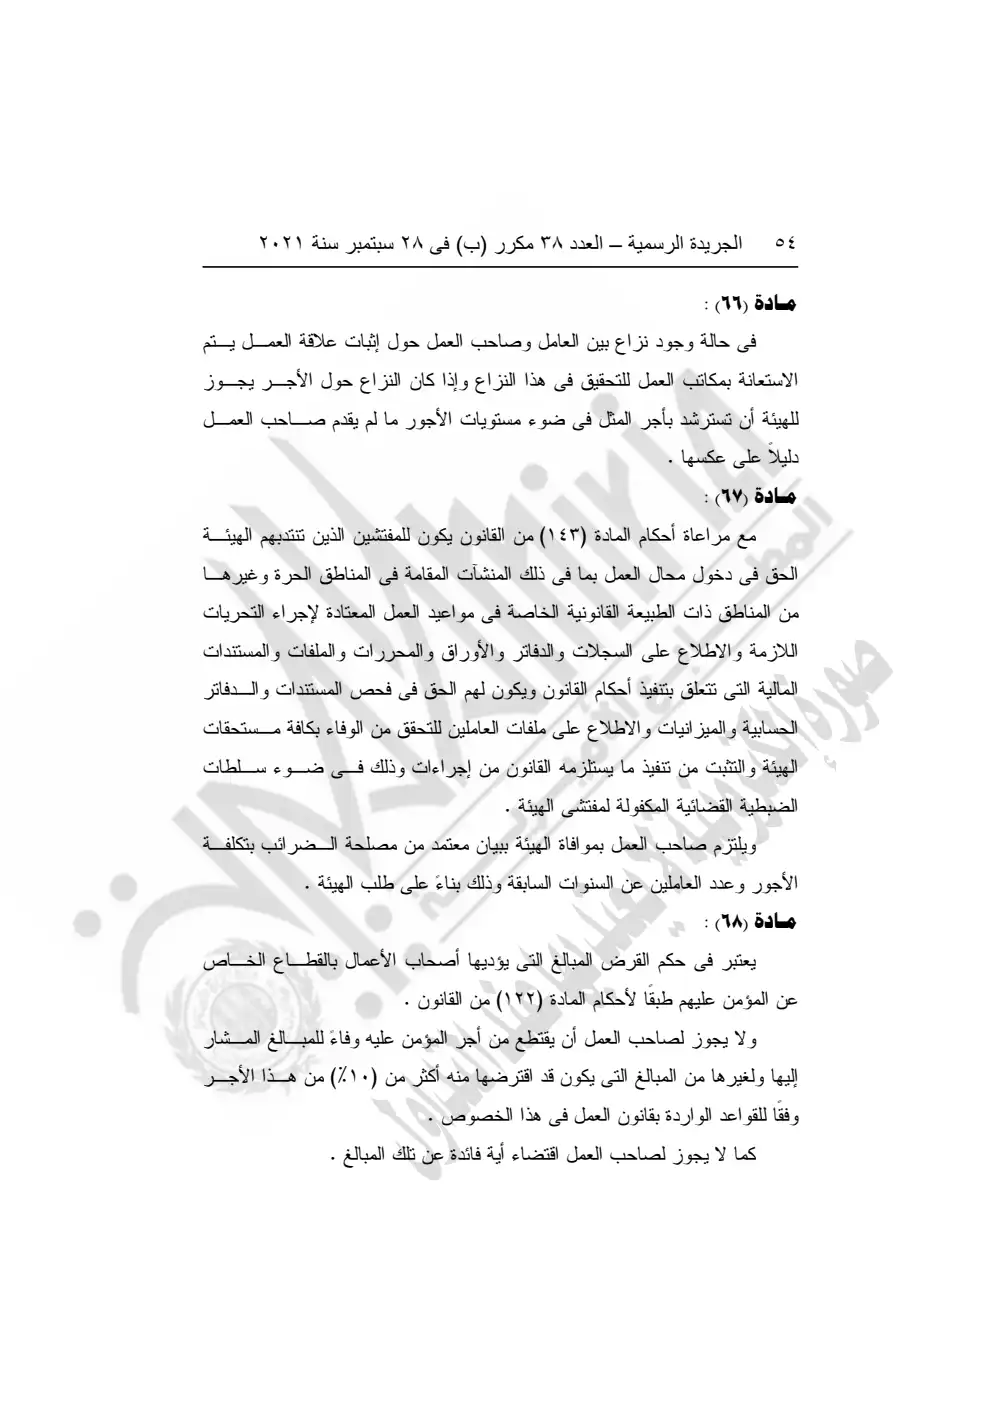 ٥٤ الجريدة الرسمية – العدد ٣٨ مكرر (ب) فى ٢٨ سبتمبر سنة ٢٠٢١
مادة (٦٦) :
فى حالة وجود نزاع بين العامل وصاحب العمل حول إثبات علاقة العمل يتم
الاستعانة بمكاتب العمل للتحقيق فى هذا النزاع وإذا كان النزاع حول الأجر يجوز
للهيئة أن تسترشد بأجر المثل فى ضوء مستويات الأجور ما لم يقدم صاحب العمل
دليلاً على عكسها .
مادة (٦٧) :
مع مراعاة أحكام المادة (١٤٣) من القانون يكون للمفتشين الذين تنتدبهم الهيئة
الحق فى دخول محال العمل بما فى ذلك المنشآت المقامة فى المناطق الحرة وغيرها
من المناطق ذات الطبيعة القانونية الخاصة فى مواعيد العمل المعتادة لإجراء التحريات
اللازمة والاطلاع على السجلات والدفاتر والأوراق والمحررات والملفات والمستندات
المالية التى تتعلق بتنفيذ أحكام القانون ويكون لهم الحق فى فحص المستندات والدفاتر
الحسابية والميزانيات والاطلاع على ملفات العاملين للتحقق من الوفاء بكافة مستحقات
الهيئة والتثبت من تنفيذ ما يستلزمه القانون من إجراءات وذلك فى ضوء سلطات
الضبطية القضائية المكفولة لمفتشى الهيئة .
ويلتزم صاحب العمل بموافاة الهيئة ببيان معتمد من مصلحة الضرائب بتكلفة
الأجور وعدد العاملين عن السنوات السابقة وذلك بناءً على طلب الهيئة .
مادة (٦٨) :
يعتبر فى حكم القرض المبالغ التى يؤديها أصحاب الأعمال بالقطاع الخاص
عن المؤمن عليهم طبقًا لأحكام المادة (١٢٢) من القانون .
ولا يجوز لصاحب العمل أن يقتطع من أجر المؤمن عليه وفاءً للمبالغ المشار
إليها ولغيرها من المبالغ التى يكون قد اقترضها منه أكثر من (١٠٪) من هذا الأجر
وفقًا للقواعد الواردة بقانون العمل فى هذا الخصوص .
كما لا يجوز لصاحب العمل اقتضاء أية فائدة عن تلك المبالغ .